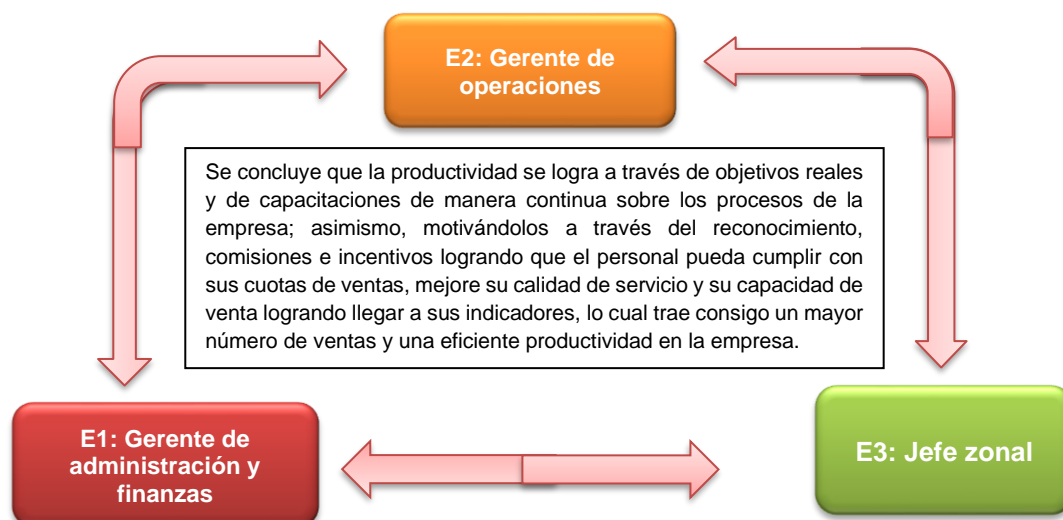 E2: Gerente de
operaciones
Se concluye que la productividad se logra a través de objetivos reales
y de capacitaciones de manera continua sobre los procesos de la
empresa; asimismo, motivándolos a través del reconocimiento,
comisiones e incentivos logrando que el personal pueda cumplir con
sus cuotas de ventas, mejore su calidad de servicio y su capacidad de
venta logrando llegar a sus indicadores, lo cual trae consigo un mayor
número de ventas y una eficiente productividad en la empresa.
E1: Gerente de
administración y
finanzas
E3: Jefe zonal